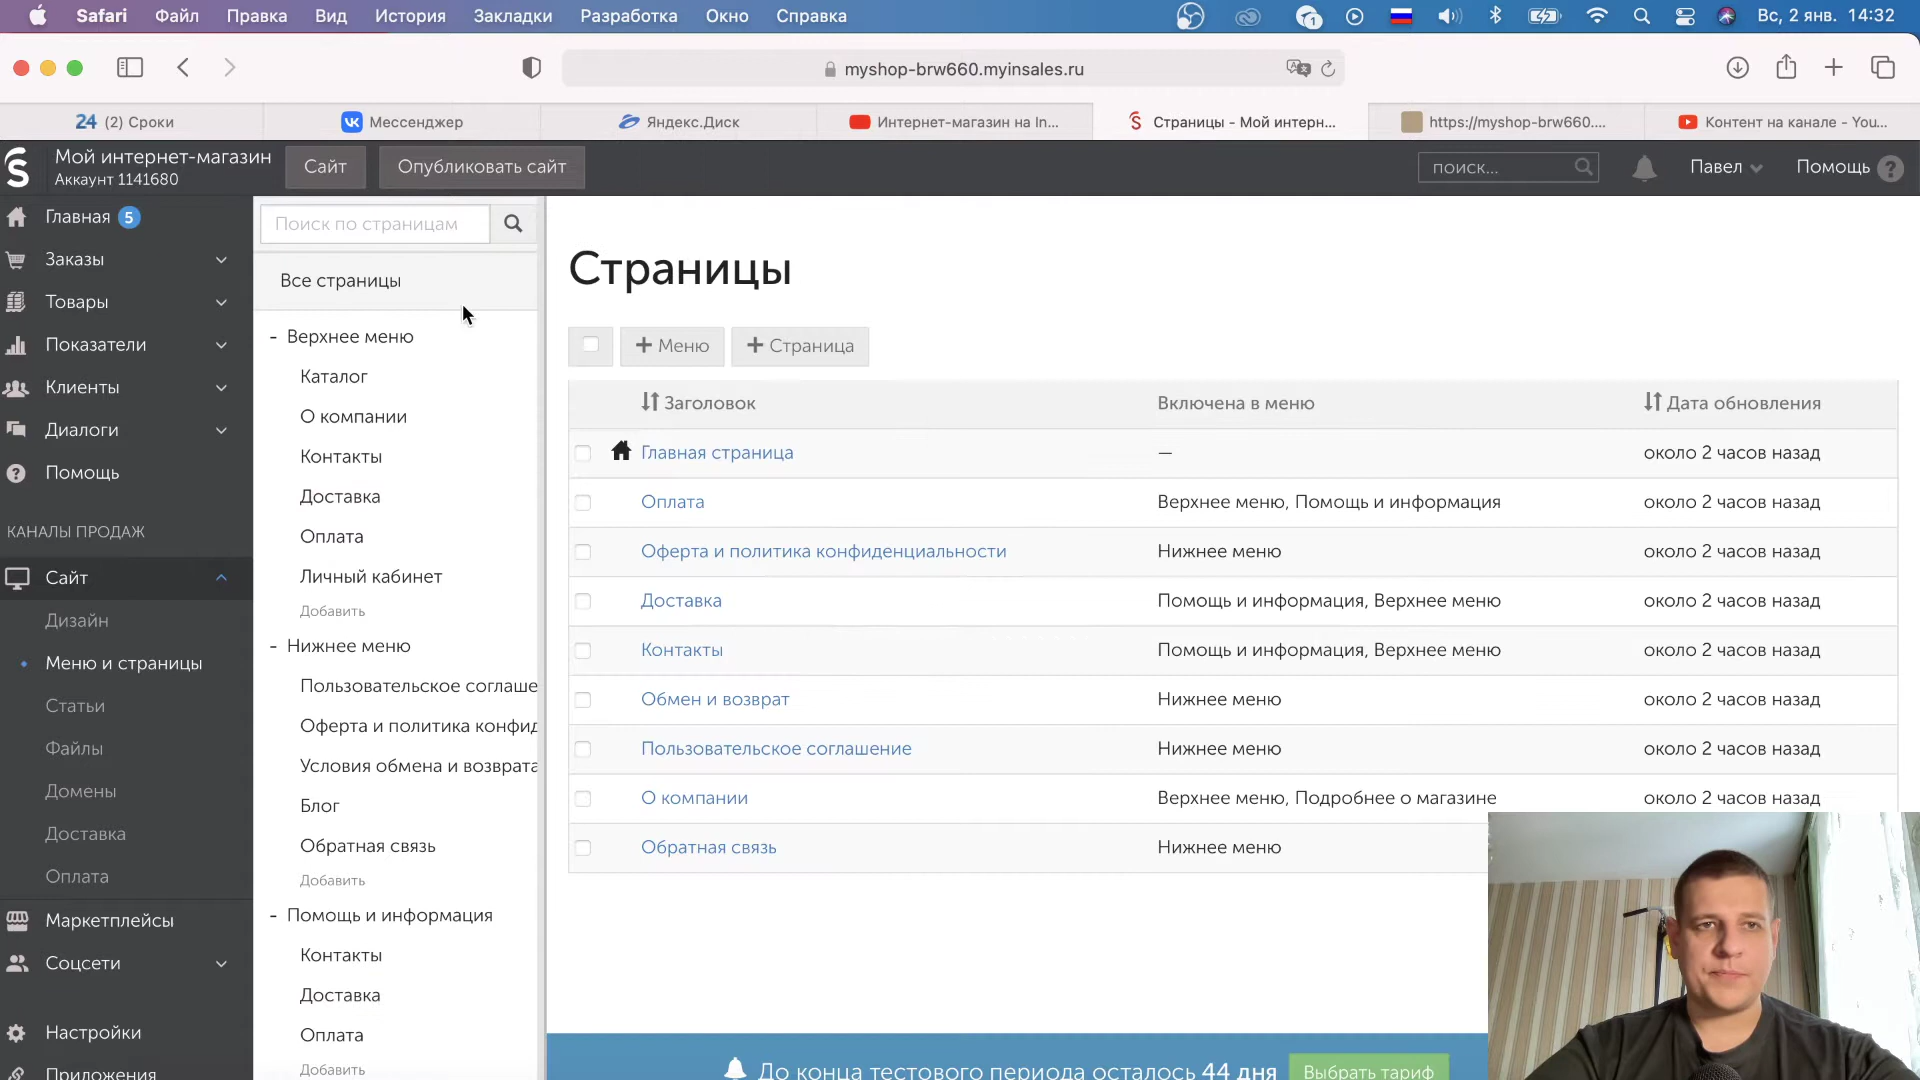 Safari Файл Правка Вид История Закладки Разработка Окно Справка
1
Вс, 2 янв. 14:32
myshop-brw660.myinsales.ru
24 (2) Сроки
Мессенджер
Яндекс.Диск
Интернет-магазин на In...
Страницы - Мой интерн...
https://myshop-brw660....
Контент на канале - You...
Мой интернет-магазин
Аккаунт 1141680
Сайт
Опубликовать сайт
поиск...
Павел
Помощь ?
Главная 5
Заказы
Товары
Показатели
Клиенты
Диалоги
Помощь
КАНАЛЫ ПРОДАЖ
Сайт
Дизайн
Меню и страницы
Статьи
Файлы
Домены
Доставка
Оплата
Маркетплейсы
Соцсети
Настройки
Приложения
Поиск по страницам
Все страницы
- Верхнее меню
Каталог
О компании
Контакты
Доставка
Оплата
Личный кабинет
Добавить
- Нижнее меню
Пользовательское соглаше
Оферта и политика конфид
Условия обмена и возврата
Блог
Обратная связь
Добавить
- Помощь и информация
Контакты
Доставка
Оплата
Добавить
Страницы
+ Меню
+ Страница
Заголовок Включена в меню Дата обновления
Главная страница — около 2 часов назад
Оплата Верхнее меню, Помощь и информация около 2 часов назад
Оферта и политика конфиденциальности Нижнее меню около 2 часов назад
Доставка Помощь и информация, Верхнее меню около 2 часов назад
Контакты Помощь и информация, Верхнее меню около 2 часов назад
Обмен и возврат Нижнее меню около 2 часов назад
Пользовательское соглашение Нижнее меню около 2 часов назад
О компании Верхнее меню, Подробнее о магазине около 2 часов назад
Обратная связь Нижнее меню
До конца тестового периода осталось 44 дня
Выбрать тариф